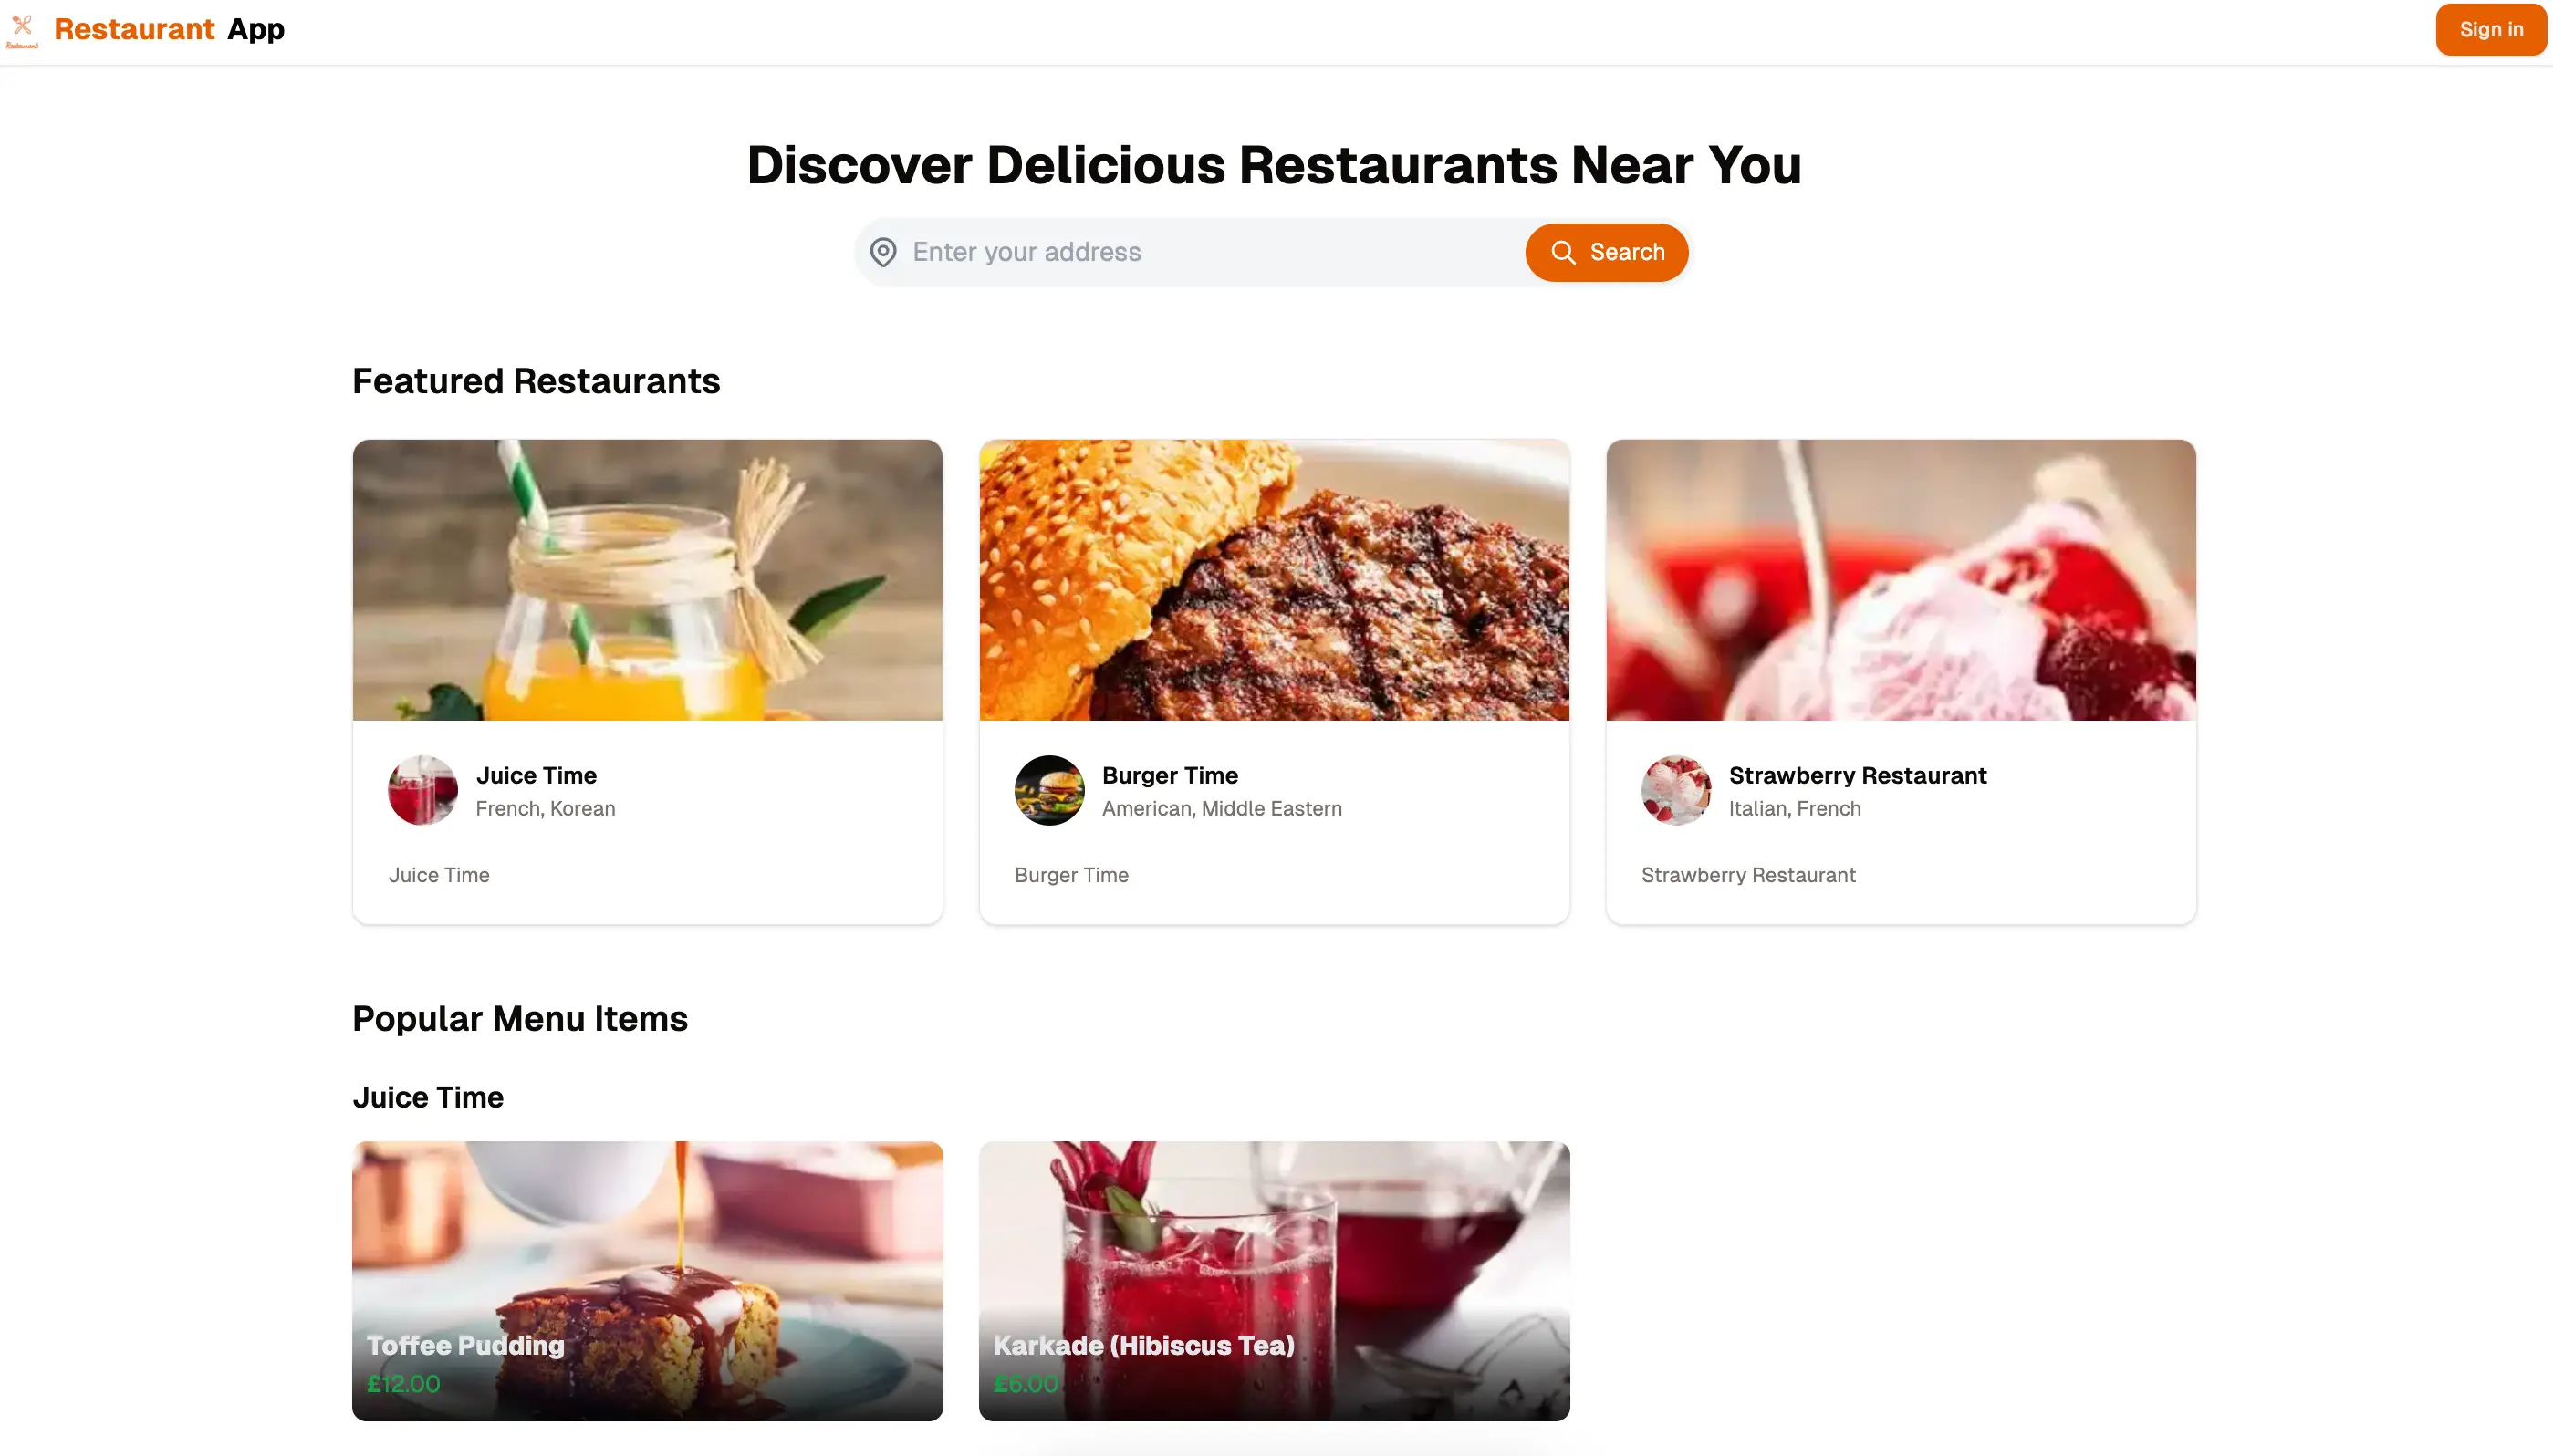 Restaurant
Restaurant App
Sign in
Discover Delicious Restaurants Near You
Enter your address
Search
Featured Restaurants
Juice Time
French, Korean
Juice Time
Burger Time
American, Middle Eastern
Burger Time
Strawberry Restaurant
Italian, French
Strawberry Restaurant
Popular Menu Items
Juice Time
Toffee Pudding
£12.00
Karkade (Hibiscus Tea)
£6.00